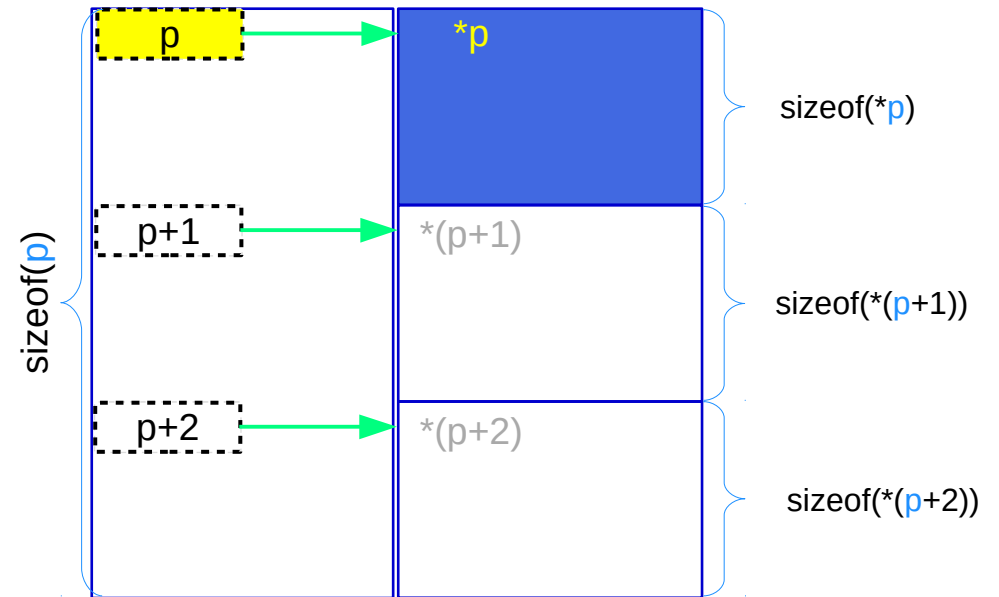 p
*p
sizeof(*p)
sizeof(p)
p+1
*(p+1)
sizeof(*(p+1))
p+2
*(p+2)
sizeof(*(p+2))